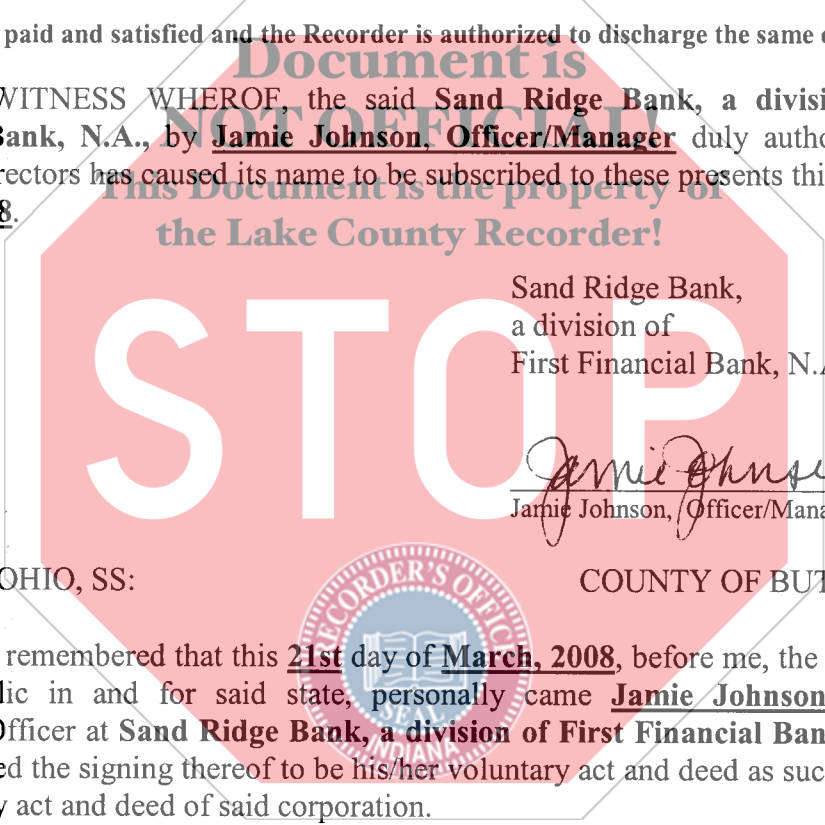 paid and satisfied and the Recorder is authorized to discharge the same
Document is
WITNESS WHEROF, the said Sand Ridge Bank, a divisi
NOT OFFICIAL!
Bank, N.A., by Jamie Johnson, Officer/Manager duly autho
rectors has caused its name to be subscribed to these presents thi
This Document is the property of
8.
the Lake County Recorder!
Sand Ridge Bank,
a division of
First Financial Bank, N.A
STOP
Jamie Johnso
Jamie Johnson, Officer/Mana
OHIO, SS:
COUNTY OF BUT
RECORDER'S OFFICE
remembered that this 21st day of March, 2008, before me, the
lic in and for said state, personally came Jamie Johnson
SEAL
Officer at Sand Ridge Bank, a division of First Financial Ban
INDIANA
ed the signing thereof to be his/her voluntary act and deed as suc
y act and deed of said corporation.